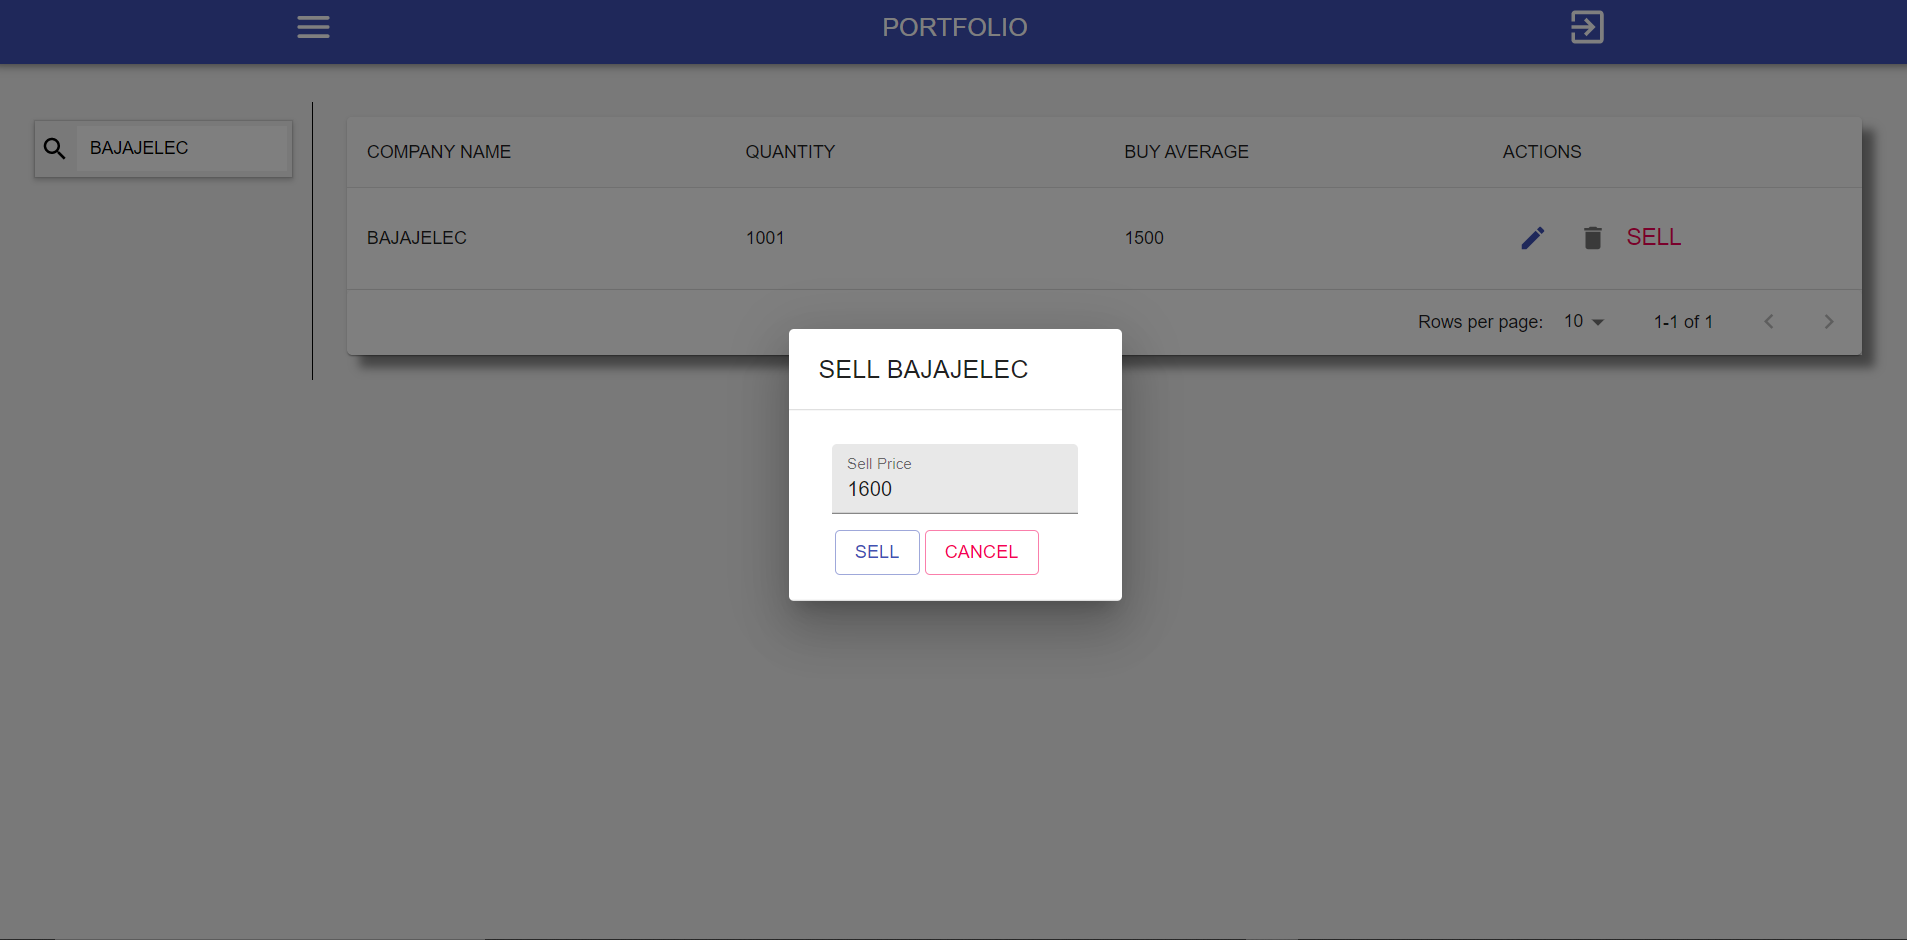 PORTFOLIO
BAJAJELEC
COMPANY NAME QUANTITY BUY AVERAGE ACTIONS
BAJAJELEC 1001 1500 SELL
Rows per page: 10 1-1 of 1
SELL BAJAJELEC
Sell Price
1600
SELL CANCEL